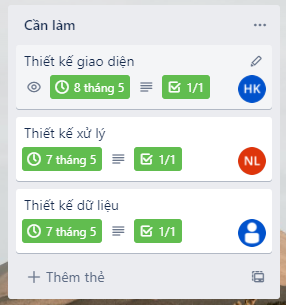 Cần làm
Thiết kế giao diện
8 tháng 5 1/1 HK
Thiết kế xử lý
7 tháng 5 1/1 NL
Thiết kế dữ liệu
7 tháng 5 1/1
+ Thêm thẻ